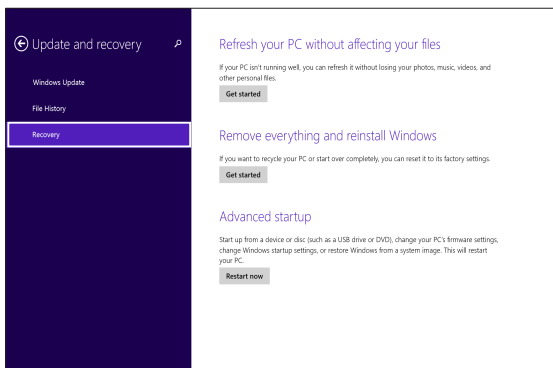 Update and recovery
Windows Update
File History
Recovery
Refresh your PC without affecting your files
If your PC isn't running well, you can refresh it without losing your photos, music, videos, and
other personal files.
Get started
Remove everything and reinstall Windows
If you want to recycle your PC or start over completely, you can reset it to its factory settings.
Get started
Advanced startup
Start up from a device or disc (such as a USB drive or DVD), change your PC's firmware settings,
change Windows startup settings, or restore Windows from a system image. This will restart
your PC.
Restart now